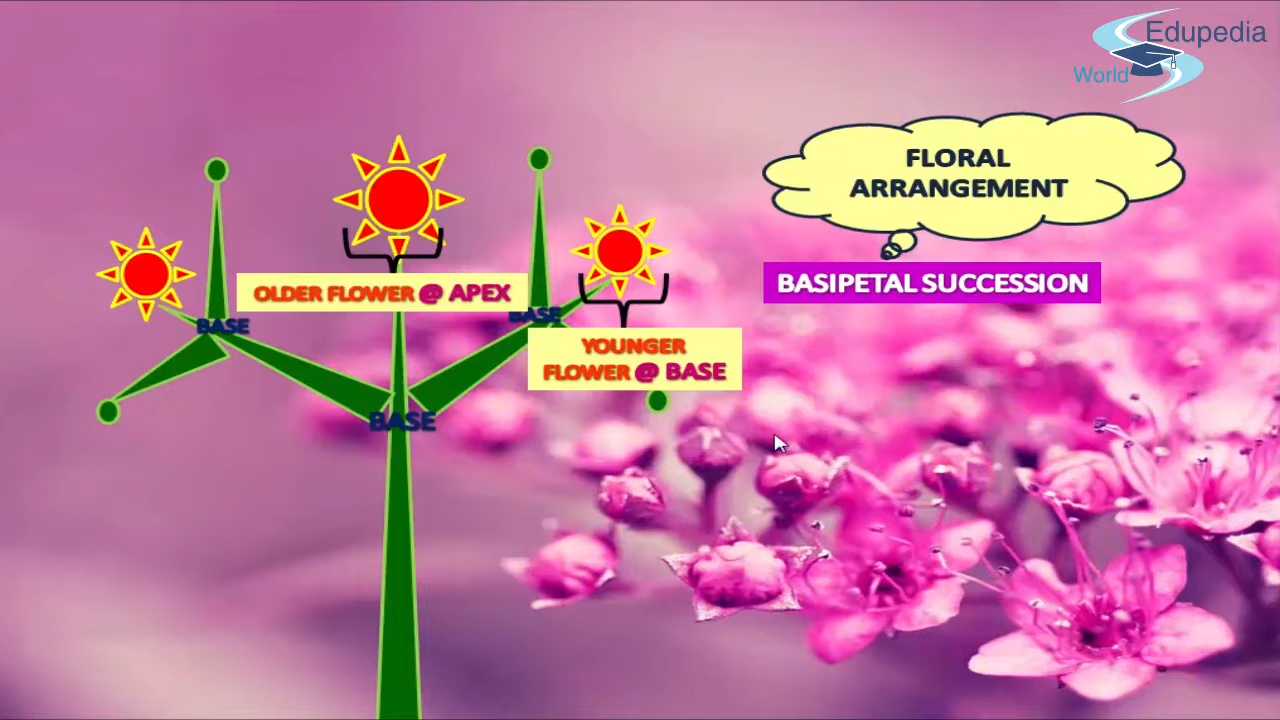 Edupedia
World
FLORAL
ARRANGEMENT
BASIPETAL SUCCESSION
OLDER FLOWER @ APEX
BASE
BASE
YOUNGER
FLOWER @ BASE
BASE